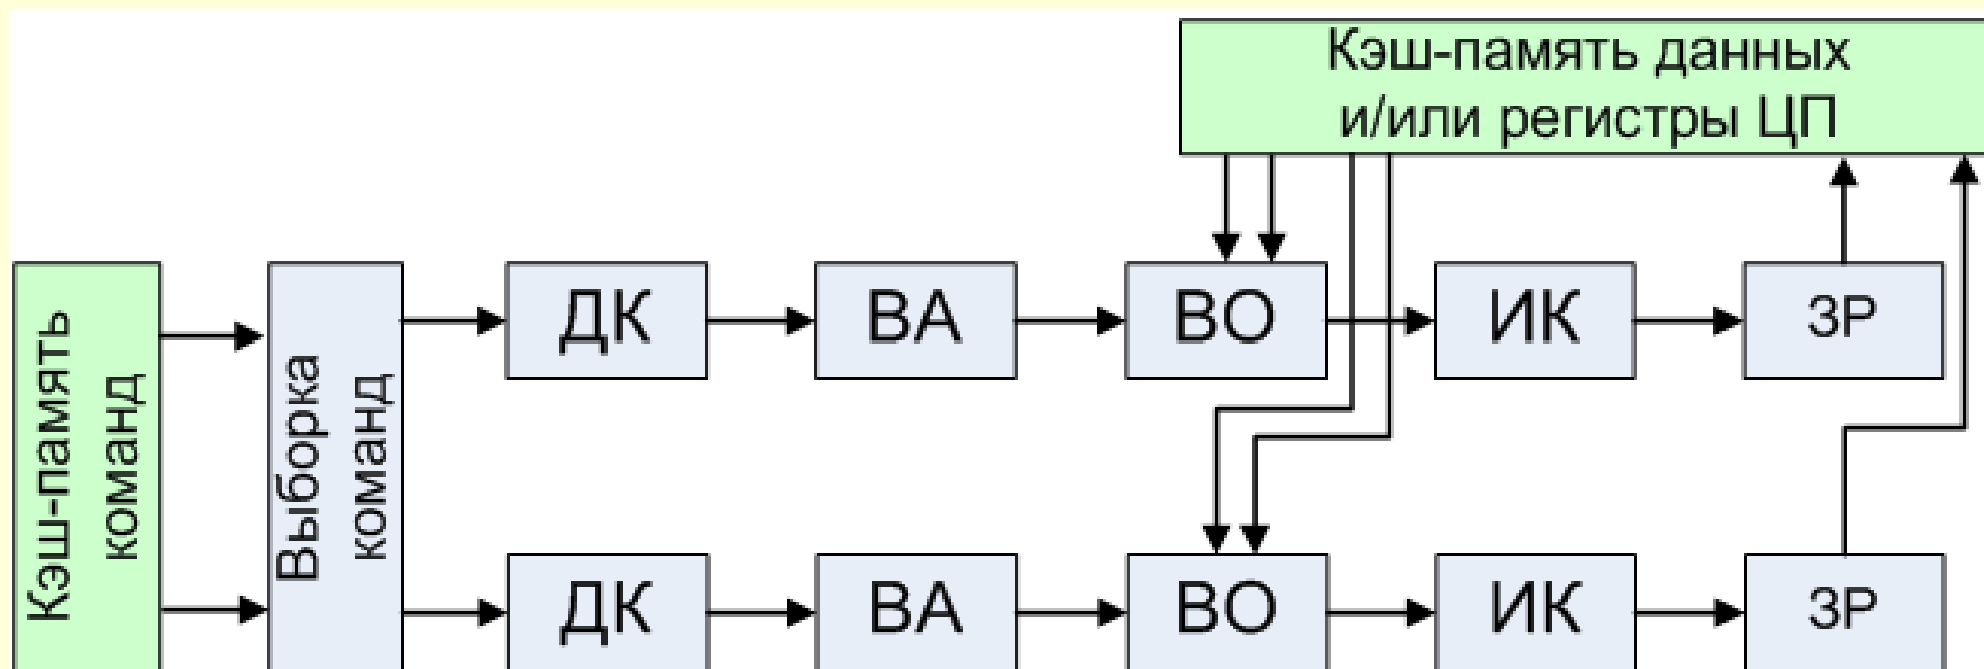 Кэш-память данных
и/или регистры ЦП
Кэш-память
команд
Выборка
команд
ДК
ВА
ВО
ИК
ЗР
ДК
ВА
ВО
ИК
ЗР